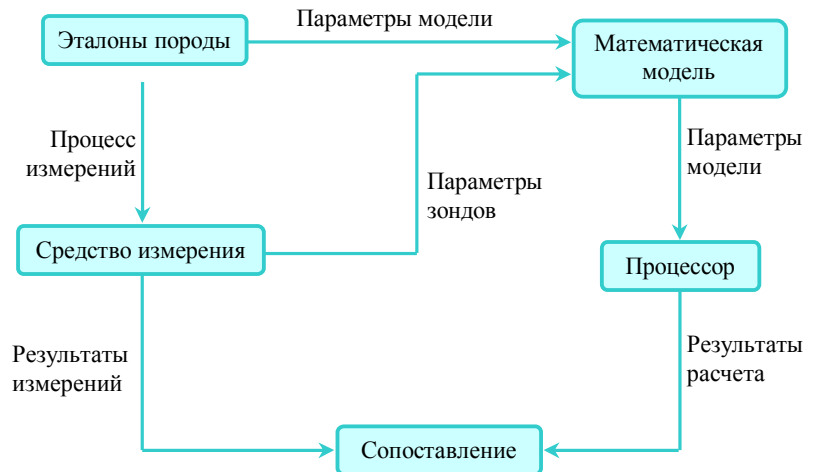 Параметры модели
Эталоны породы
Математическая
модель
Процесс
измерений
Параметры
модели
Параметры
зондов
Средство измерения
Процессор
Результаты
измерений
Результаты
расчета
Сопоставление